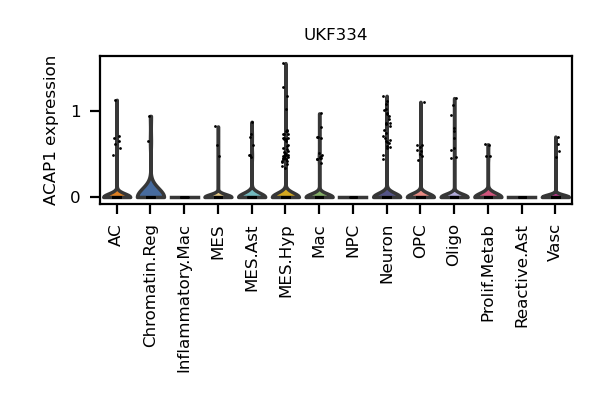 UKF334
ACAP1 expression
1
0
AC
Chromatin.Reg
Inflammatory.Mac
MES
MES.Ast
MES.Hyp
Mac
NPC
Neuron
OPC
Oligo
Prolif.Metab
Reactive.Ast
Vasc